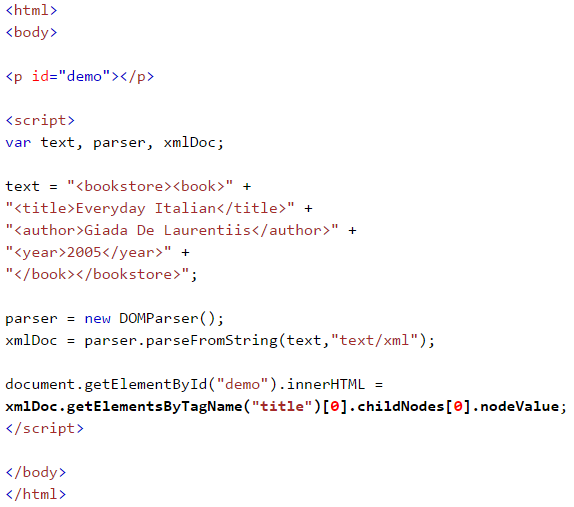 <html>
<body>
<p id="demo"></p>
<script>
var text, parser, xmlDoc;
text = "<bookstore><book>" +
"<title>Everyday Italian</title>" +
"<author>Giada De Laurentiis</author>" +
"<year>2005</year>" +
"</book></bookstore>";
parser = new DOMParser();
xmlDoc = parser.parseFromString(text,"text/xml");
document.getElementById("demo").innerHTML =
xmlDoc.getElementsByTagName("title")[0].childNodes[0].nodeValue;
</script>
</body>
</html>